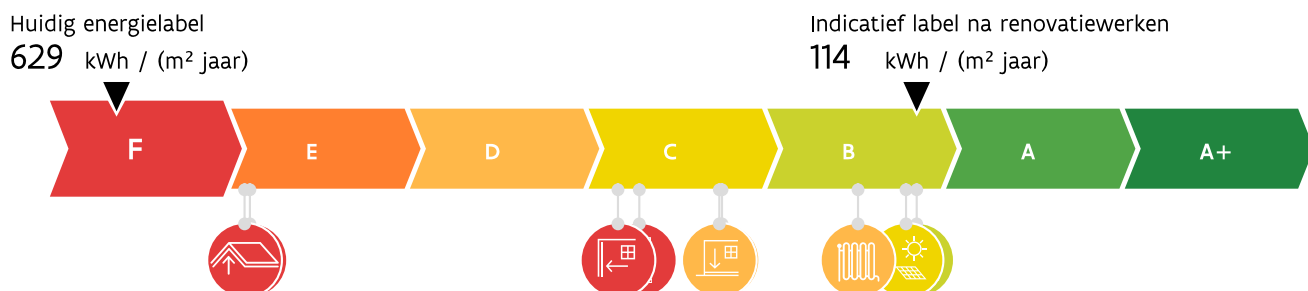 Huidig energielabel
629 kWh / (m² jaar)
Indicatief label na renovatiewerken
114 kWh / (m² jaar)
F E D C B A A+